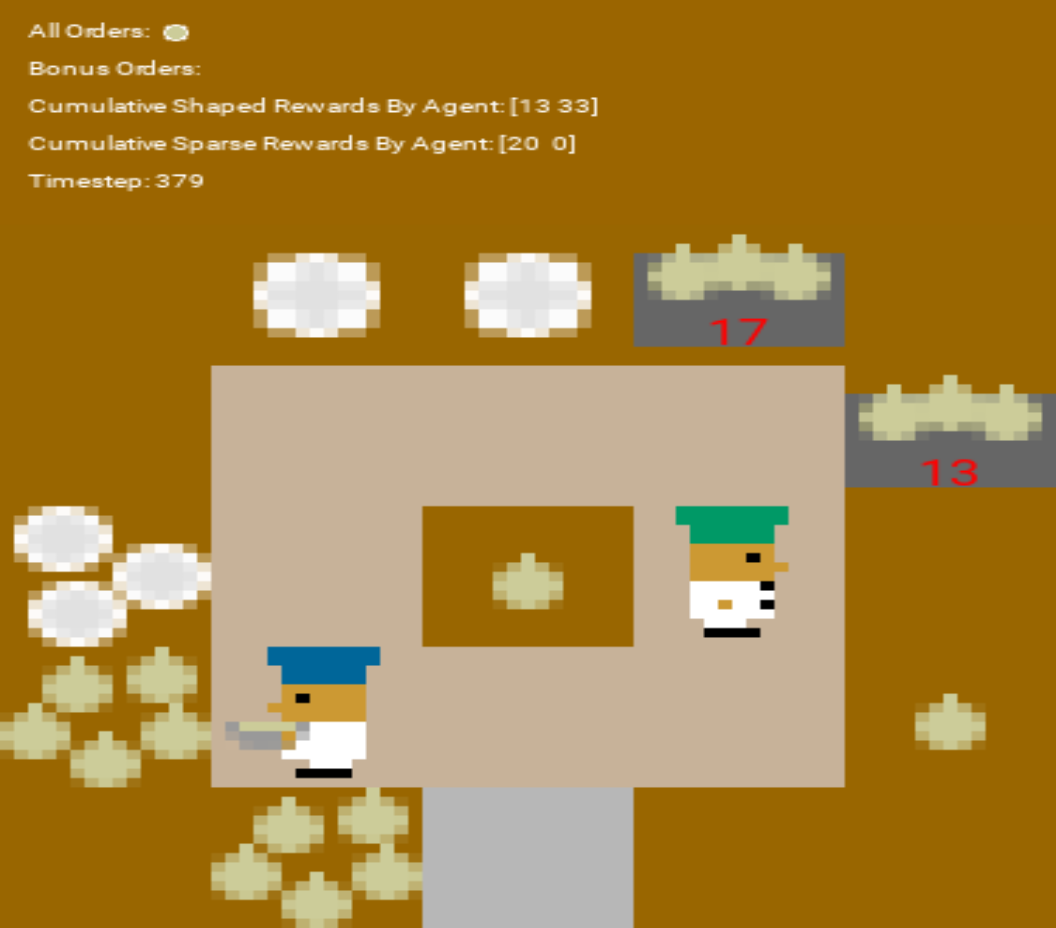 All Orders:
Bonus Orders:
Cumulative Shaped Rewards By Agent: [13 33]
Cumulative Sparse Rewards By Agent: [20  0]
Timestep: 379
17
13